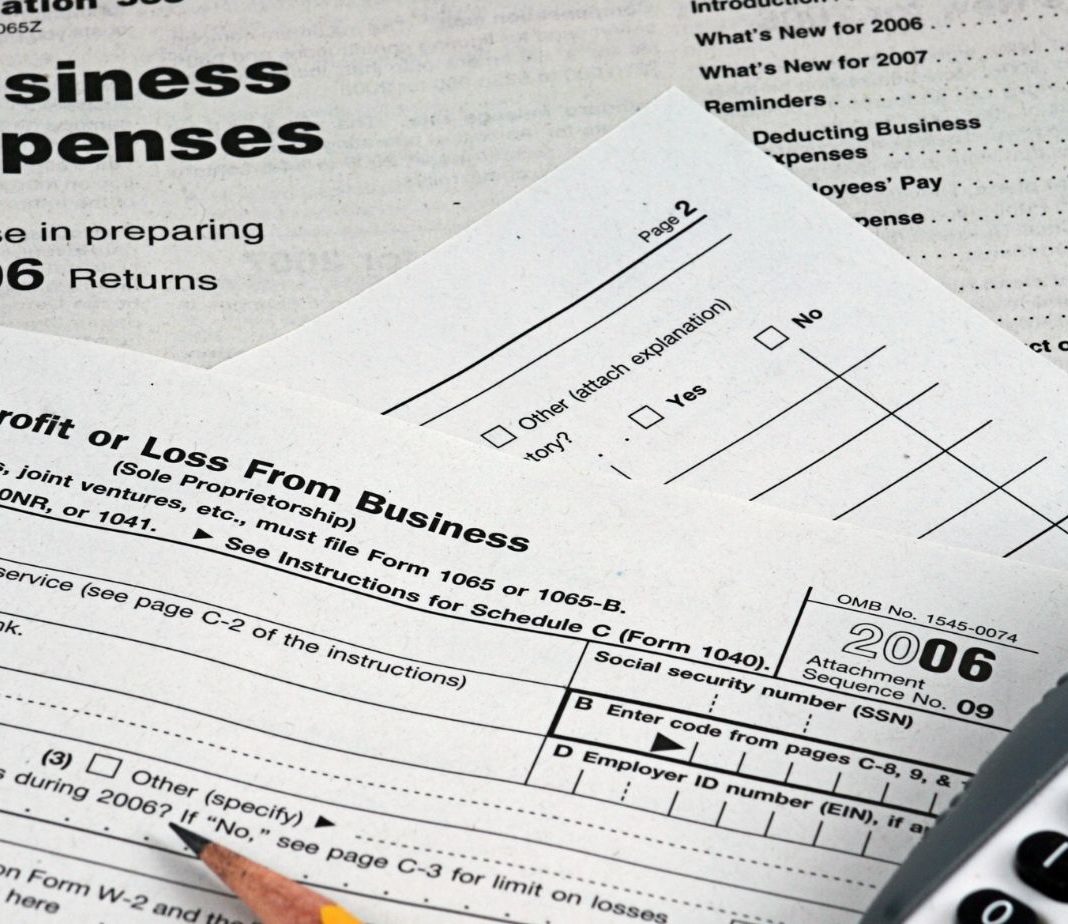 065Z
siness
penses
se in preparing
06 Returns
What's New for 2006
What's New for 2007
Reminders
Deducting Business
xpenses
loyees' Pay
pense
ct o
Page 2
Other (attach explanation)
tory?
Yes
No
rofit or Loss From Business
(Sole Proprietorship)
s, joint ventures, etc., must file Form 1065 or 1065-B.
0NR, or 1041. ▶ See Instructions for Schedule C (Form 1040).
OMB No. 1545-0074
2006
Attachment
Sequence No. 09
service (see page C-2 of the instructions)
nk.
Social security number (SSN)
B Enter code from pages C-8, 9, &
▶
D Employer ID number (EIN), if a
(3) Other (specify) ▶
s during 2006? If "No," see page C-3 for limit on losses
on Form W-2 and the
here
0